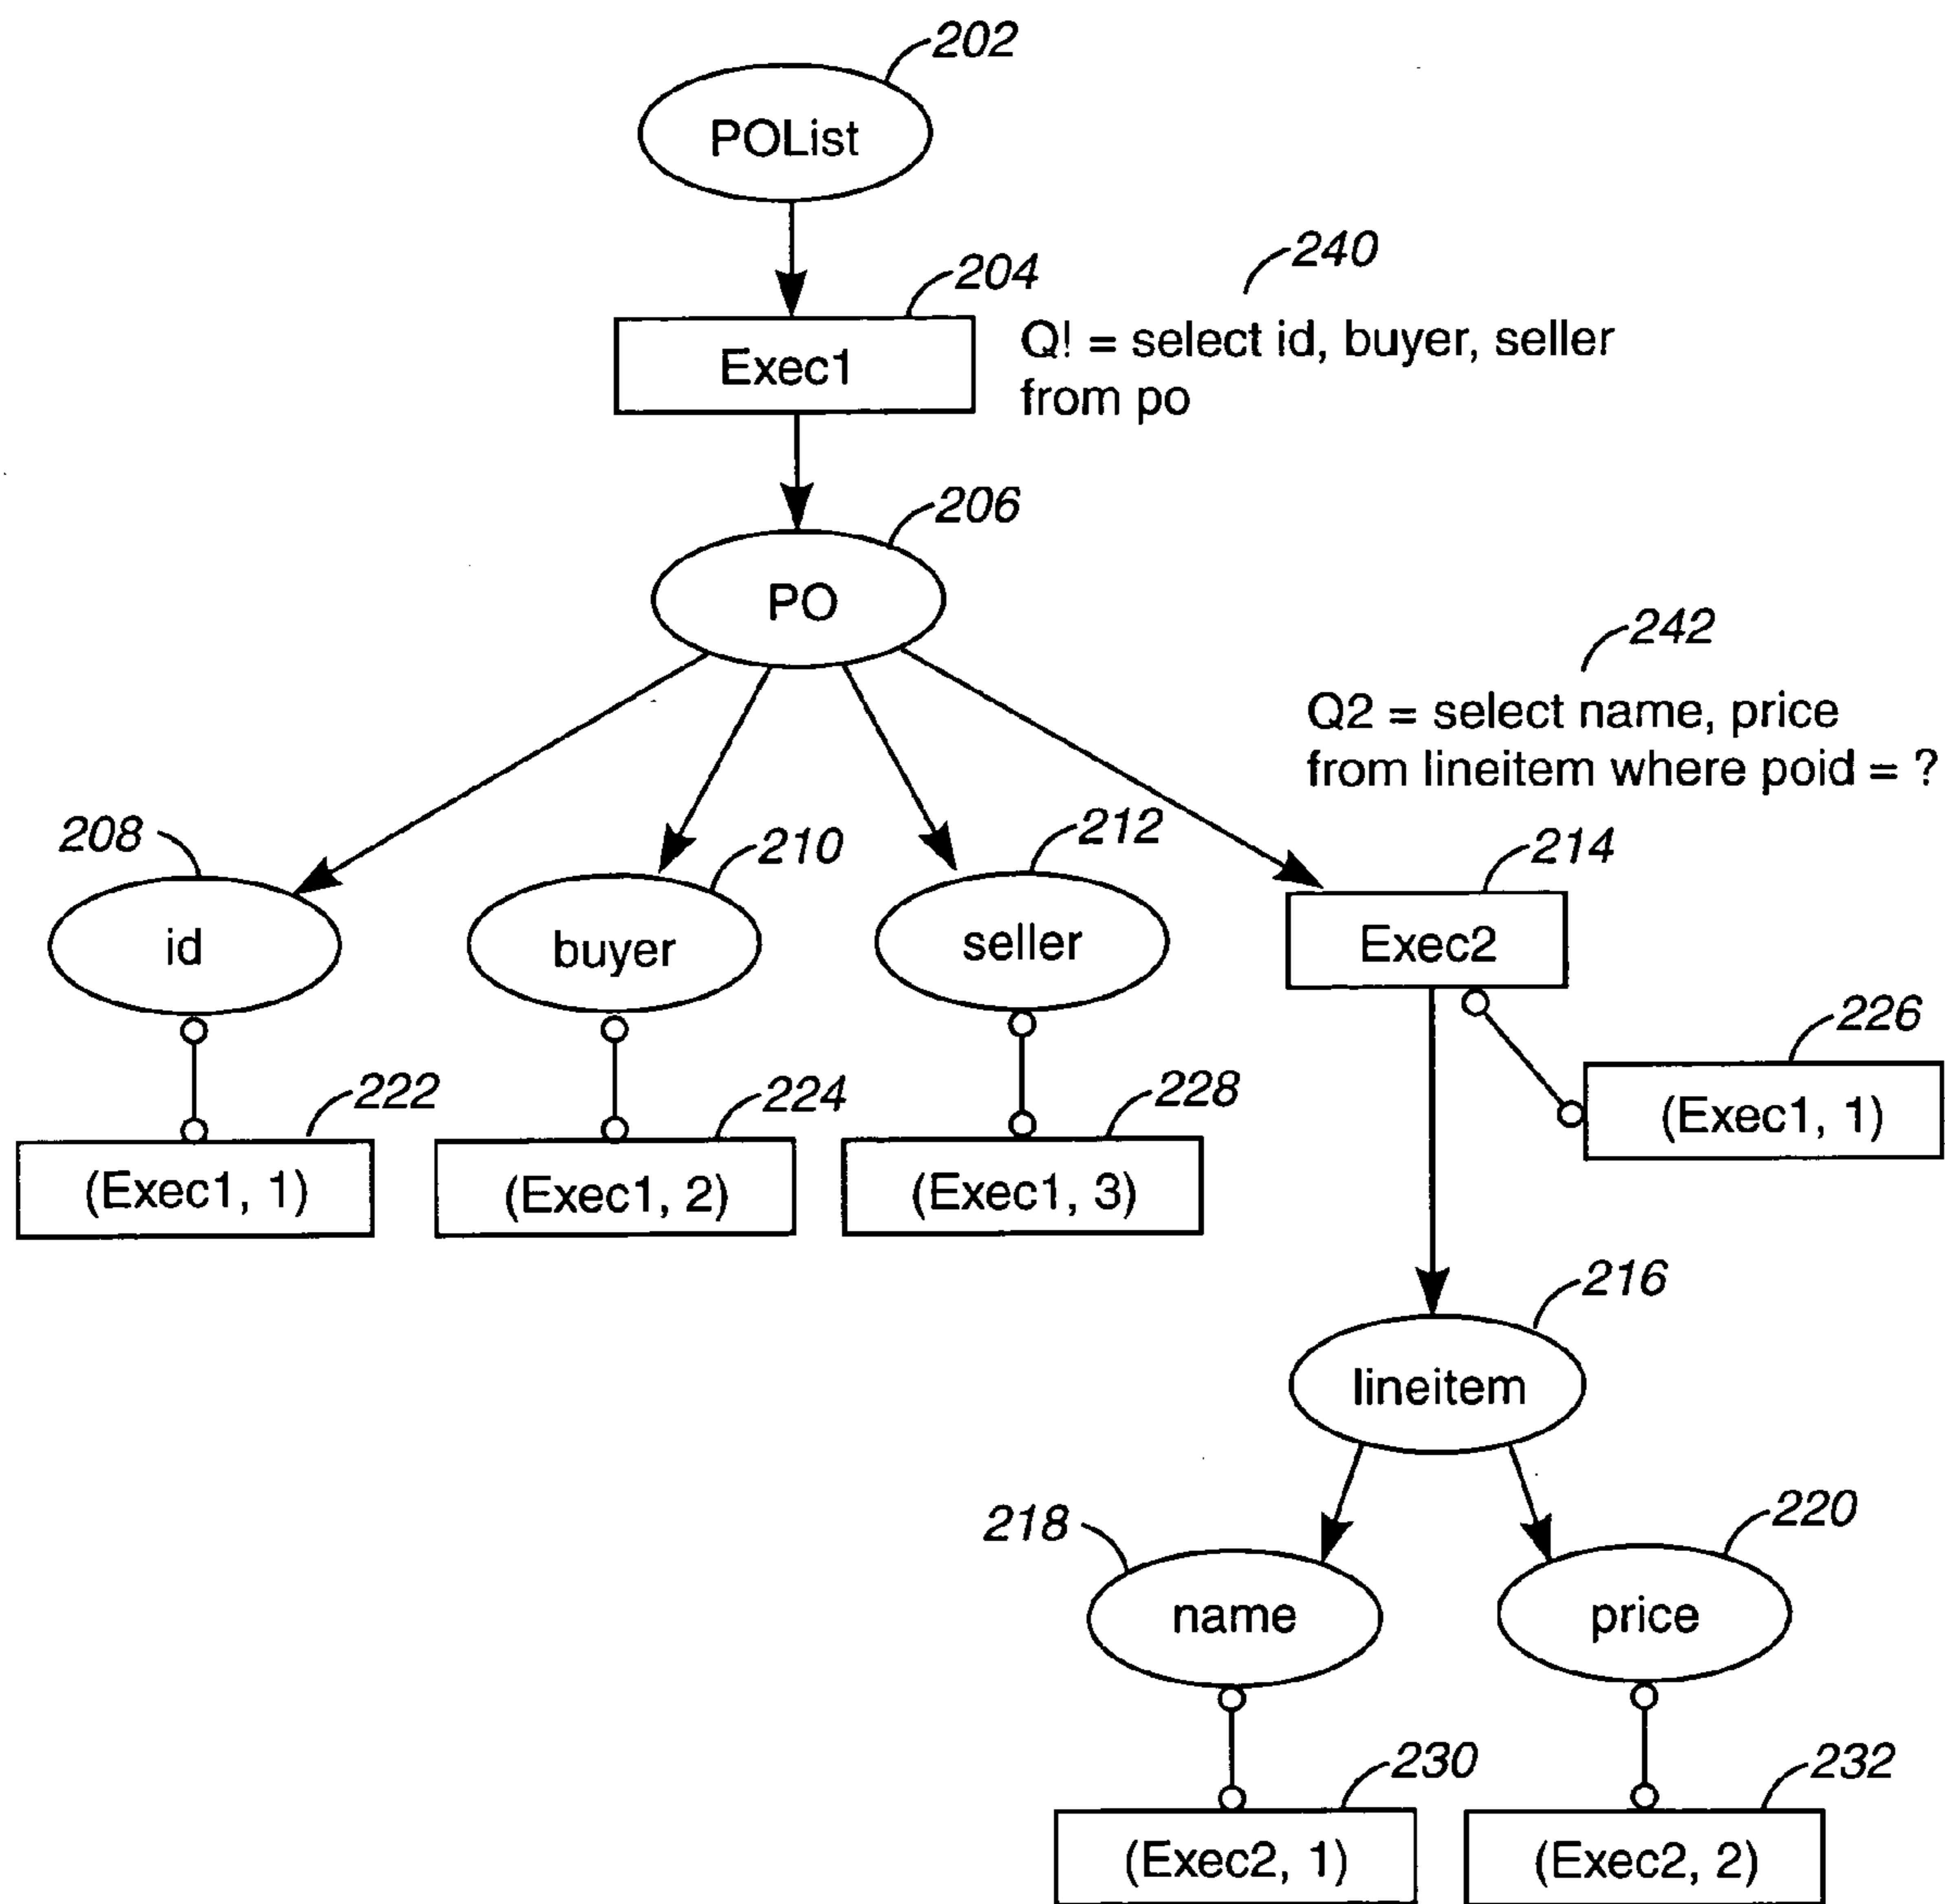 202
POList
240
204
Q! = select id, buyer, seller
Exec1
from po
206
PO
242
Q2 = select name, price
from lineitem where poid = ?
208
210
212
214
id
buyer
seller
Exec2
226
222
224
228
(Exec1, 1)
(Exec1, 1)
(Exec1, 2)
(Exec1, 3)
216
lineitem
218
220
name
price
230
232
(Exec2, 1)
(Exec2, 2)